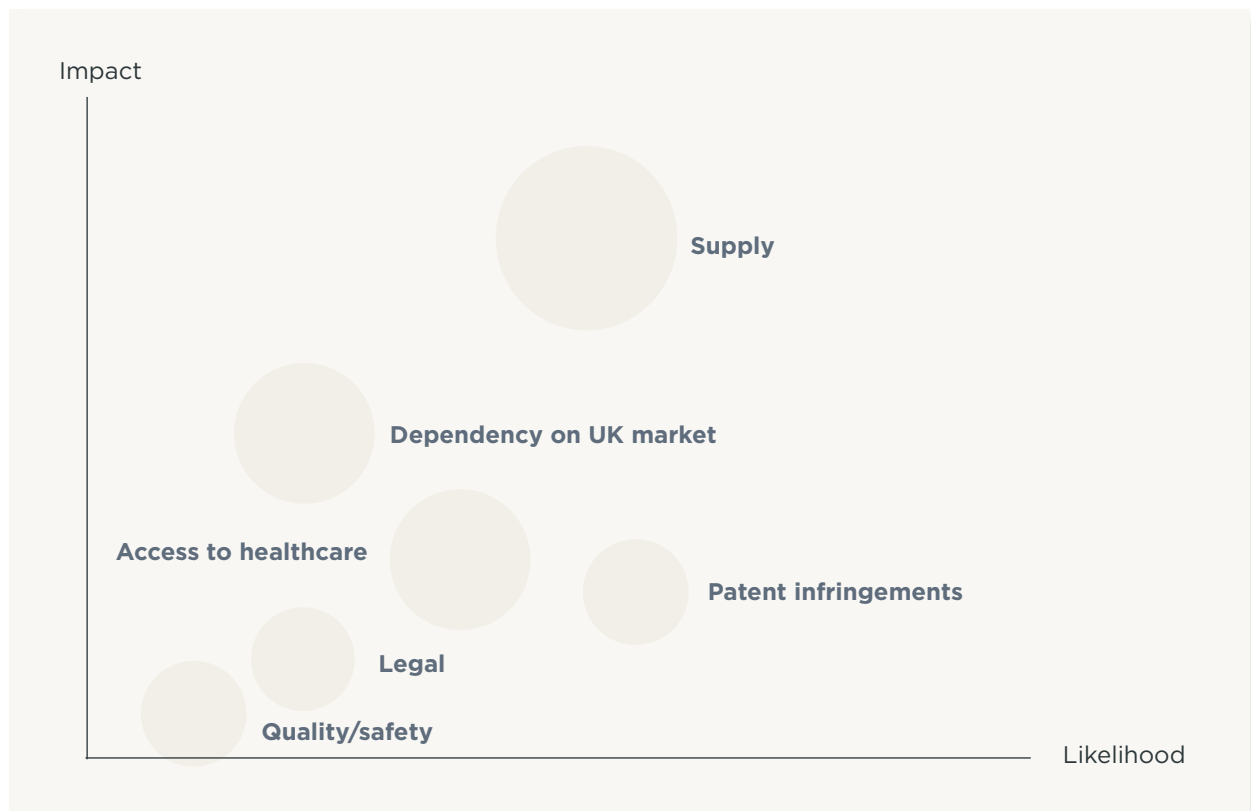 Impact
Supply
Dependency on UK market
Access to healthcare
Patent infringements
Legal
Quality/safety
Likelihood